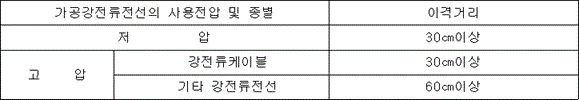 가공강전류전선의 사용전압 및 종별 이격거리
저 압 30㎝이상
고 압 강전류케이블 30㎝이상
기타 강전류전선 60㎝이상